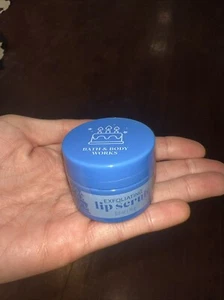 BATH & BODY
WORKS
EXFOLIATING
lip scrub